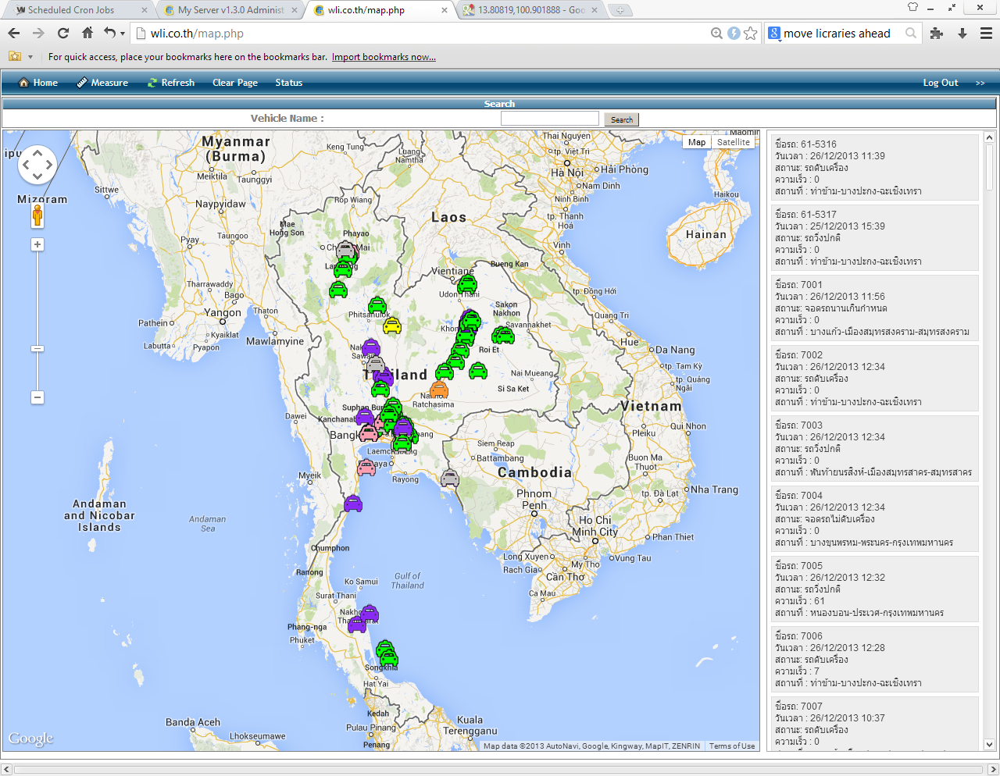 Scheduled Cron Jobs
My Server v1.3.0 Administ
wli.co.th/map.php
13.80819,100.901888 - Goo
wli.co.th/map.php
move licraries ahead
For quick access, place your bookmarks here on the bookmarks bar. Import bookmarks now...
Home
Measure
Refresh
Clear Page
Status
Log Out
>>
Search
Vehicle Name :
Search
Map
Satellite
Myanmar
(Burma)
Keng Tung
Thai Nguyen
tp. Việt Trì
Hà Nội
Hải Phòng
Nam Dinh
Ninh Binh
tp. Thanh
Hoá
Vinh
Luang
Namtha
Meiktila
Taunggyi
Sittwe
Mizoram
Naypyidaw
Rop Wiang
Mae
Hong Son
Phayao
Laos
Haikou
Hainan
Pyay
Taungoo
Tharrawaddy
Bago
Yangon
Thaton
Pathein
Kyaiklat
Labutta
Pyapon
Mawlamyine
Vientiane
Bueng Kan
Udon Thani
Sakon
Nakhon
Savannakhet
tp. Đồng Hới
Quang Tri
Hue
Da Nang
tp. Tam Kỳ
tp. Quảng
Ngãi
Phitsanulok
Roi Et
Nai Mueang
Si Sa Ket
Ratchasima
Suphan Buri
Kanchanab
Dawei
Vietnam
Pleiku
Qui Nhon
Buon Ma
Thuot
Siem Reap
Battambang
Cambodia
Rayong
Myeik
Phnom
Penh
tp. Đà Lạt
Nha Trang
Ho Chi
Minh City
Phan Thiet
Long Xuyen
Rach Gia
My Tho
Vũng Tau
Cần Thơ
Ca Mau
Andaman
and Nicobar
Islands
Andaman
Sea
Chumphon
Ranong
Ko Samui
Gulf of
Thailand
Surat Thani
Phang-nga
Phuket
Songkhla
Hat Yai
Kedah
Banda Aceh
Lhokseumawe
Pulau Pinang
Penang
Kuala
Terengganu
Google
Map data ©2013 AutoNavi, Google, Kingway, MapIT, ZENRIN
Terms of Use
ชื่อรถ: 61-5316
วันเวลา : 26/12/2013 11:39
สถานะ: รถดับเครื่อง
ความเร็ว : 0
สถานที่ : ท่าข้าม-บางปะกง-ฉะเชิงเทรา
ชื่อรถ: 61-5317
วันเวลา : 25/12/2013 15:39
สถานะ: รถวิ่งปกติ
ความเร็ว : 0
สถานที่ : ท่าข้าม-บางปะกง-ฉะเชิงเทรา
ชื่อรถ: 7001
วันเวลา : 26/12/2013 11:56
สถานะ: จอดรถนานเกินกำหนด
ความเร็ว : 0
สถานที่ : บางแก้ว-เมืองสมุทรสงคราม-สมุทรสงคราม
ชื่อรถ: 7002
วันเวลา : 26/12/2013 12:34
สถานะ: รถดับเครื่อง
ความเร็ว : 0
สถานที่ : ท่าข้าม-บางปะกง-ฉะเชิงเทรา
ชื่อรถ: 7003
วันเวลา : 26/12/2013 12:34
สถานะ: รถวิ่งปกติ
ความเร็ว : 0
สถานที่ : พันท้ายนรสิงห์-เมืองสมุทรสาคร-สมุทรสาคร
ชื่อรถ: 7004
วันเวลา : 26/12/2013 12:34
สถานะ: จอดรถไม่ดับเครื่อง
ความเร็ว : 0
สถานที่ : บางขุนพรหม-พระนคร-กรุงเทพมหานคร
ชื่อรถ: 7005
วันเวลา : 26/12/2013 12:32
สถานะ: รถวิ่งปกติ
ความเร็ว : 61
สถานที่ : หนองบอน-ประเวศ-กรุงเทพมหานคร
ชื่อรถ: 7006
วันเวลา : 26/12/2013 12:28
สถานะ: รถดับเครื่อง
ความเร็ว : 7
สถานที่ : ท่าข้าม-บางปะกง-ฉะเชิงเทรา
ชื่อรถ: 7007
วันเวลา : 26/12/2013 10:37
สถานะ: รถดับเครื่อง
ความเร็ว : 0